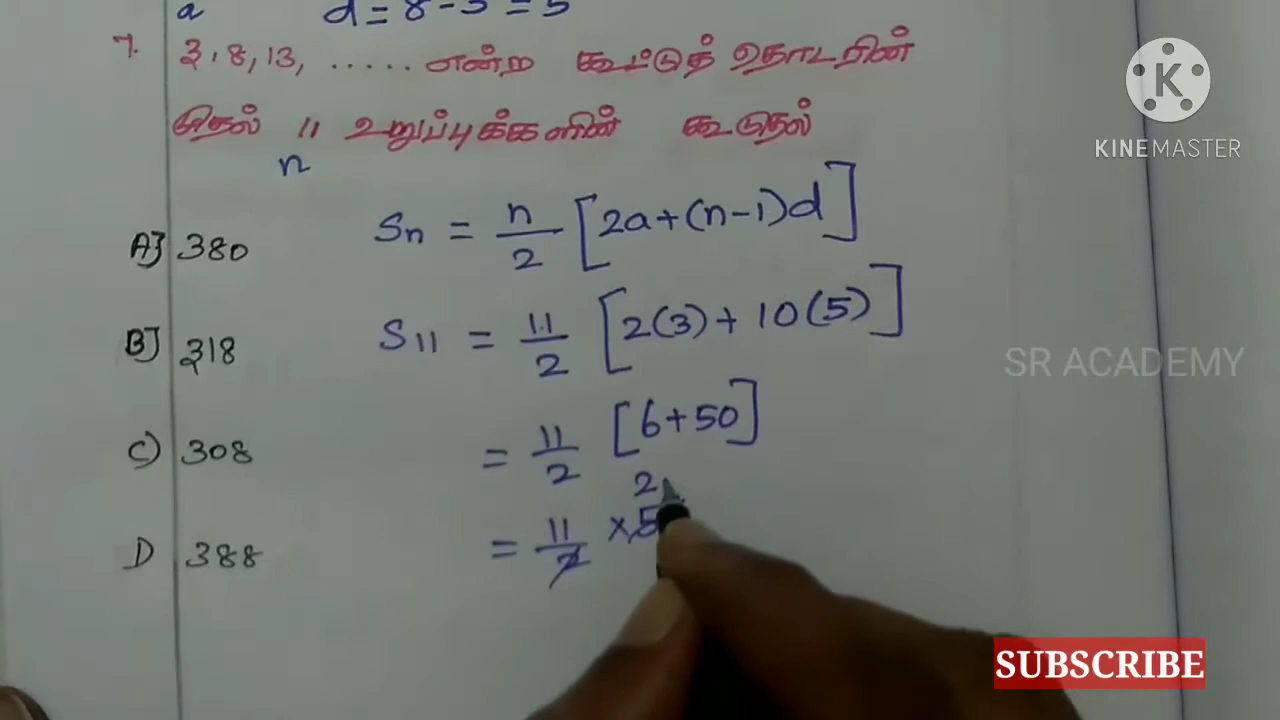 a d = 8 - 3 = 5
7. 3, 8, 13, ..... என்ற கூட்டுத் தொடரின்
முதல் 11 உறுப்புக்களின் கூடுதல்
n
Sn = n/2 [2a+(n-1)d]
A] 380
S11 = 11/2 [2(3)+10(5)]
B] 318
= 11/2 [6+50]
C) 308
2
= 11/2 × 5
D 388
K
KINEMASTER
SR ACADEMY
SUBSCRIBE